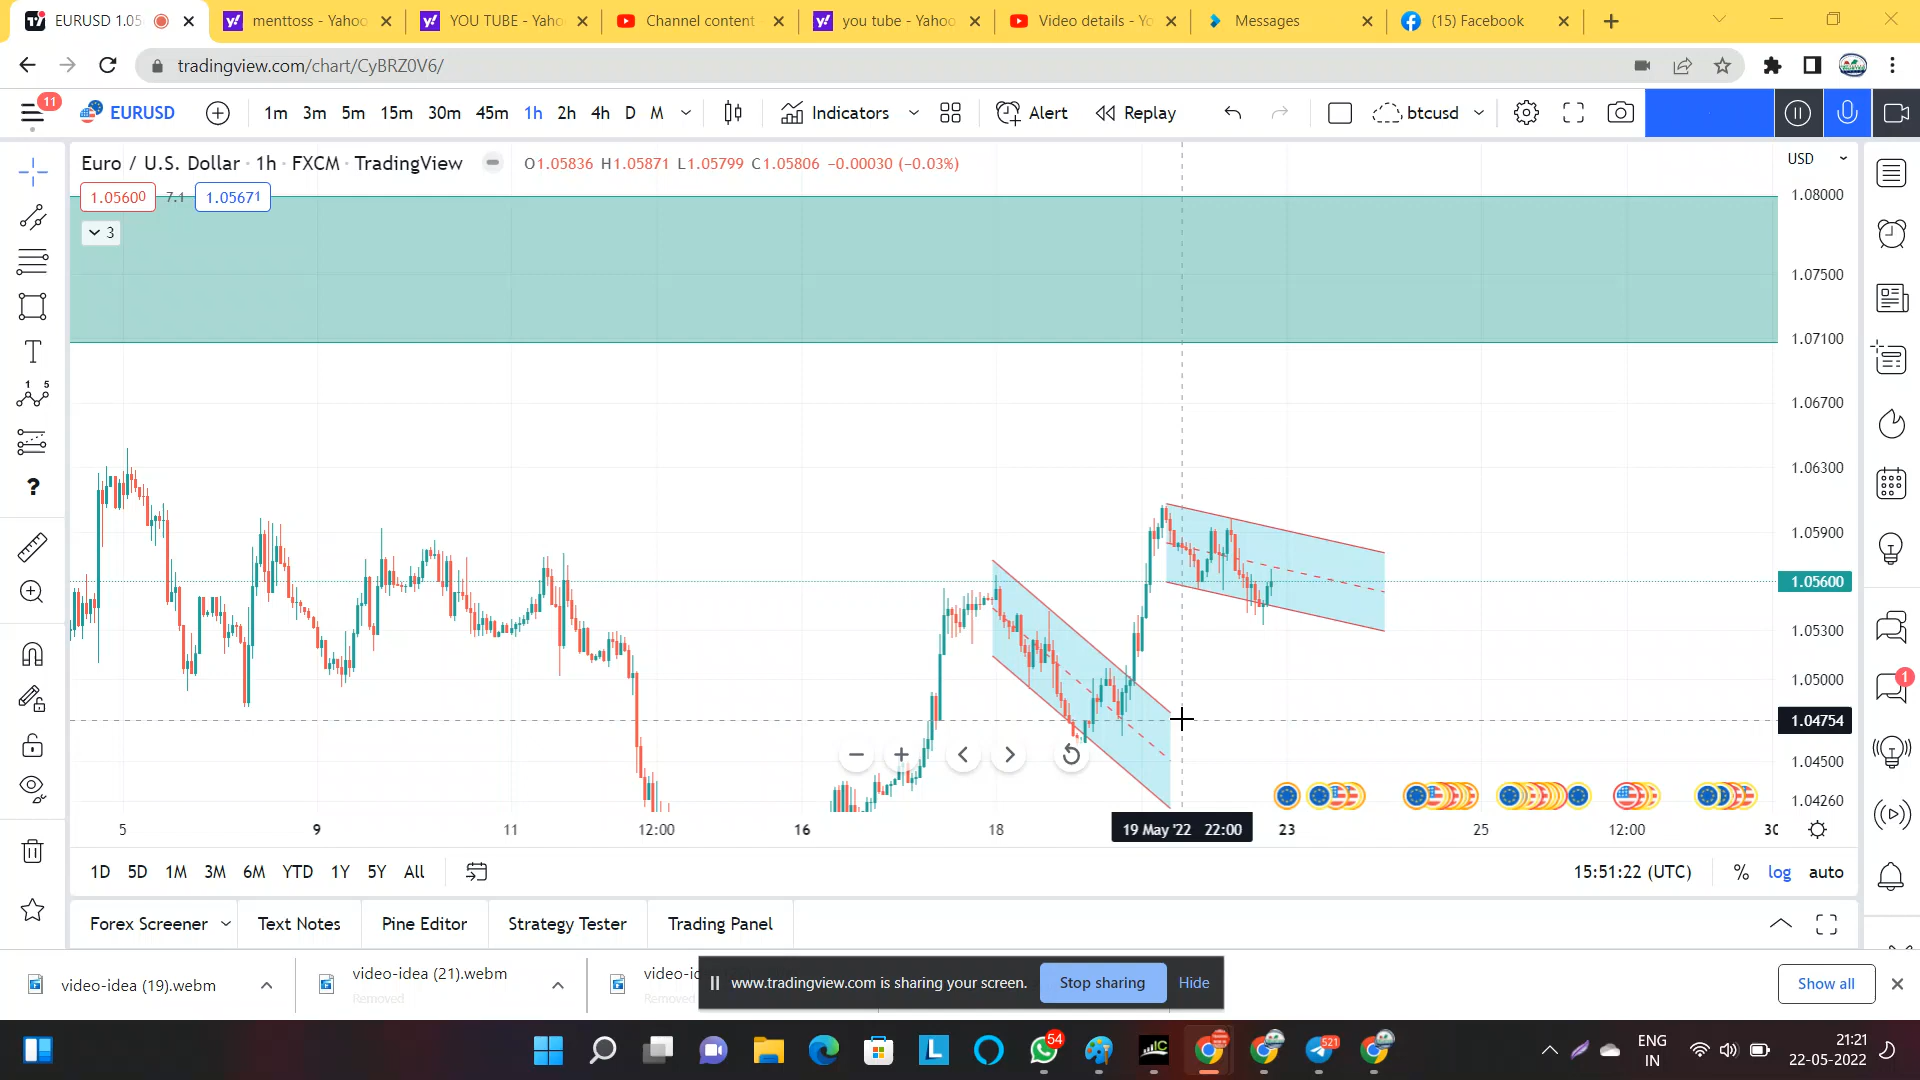 EURUSD 1.05
menttoss - Yahoo
YOU TUBE - Yaho
Channel content
you tube - Yahoo
Video details - Yo
Messages
(15) Facebook
tradingview.com/chart/CyBRZ0V6/
11
EURUSD
1m 3m 5m 15m 30m 45m 1h 2h 4h D M
Indicators
Alert
Replay
btcusd
Euro / U.S. Dollar · 1h · FXCM · TradingView
O1.05836 H1.05871 L1.05799 C1.05806 −0.00030 (−0.03%)
USD
1.05600 7.1 1.05671
3
1.08000
1.07500
1.07100
1.06700
1.06300
1.05900
1.05600
1.05300
1.05000
1.04754
1.04500
1.04260
1 5
T
?
1
5 9 11 12:00 16 18 19 May '22 22:00 23 25 12:00 30
1D 5D 1M 3M 6M YTD 1Y 5Y All
15:51:22 (UTC) % log auto
Forex Screener
Text Notes
Pine Editor
Strategy Tester
Trading Panel
video-idea (19).webm
video-idea (21).webm
Removed
video-id
Removed
www.tradingview.com is sharing your screen.
Stop sharing
Hide
Show all
L
54
521
ENG
IN
21:21
22-05-2022